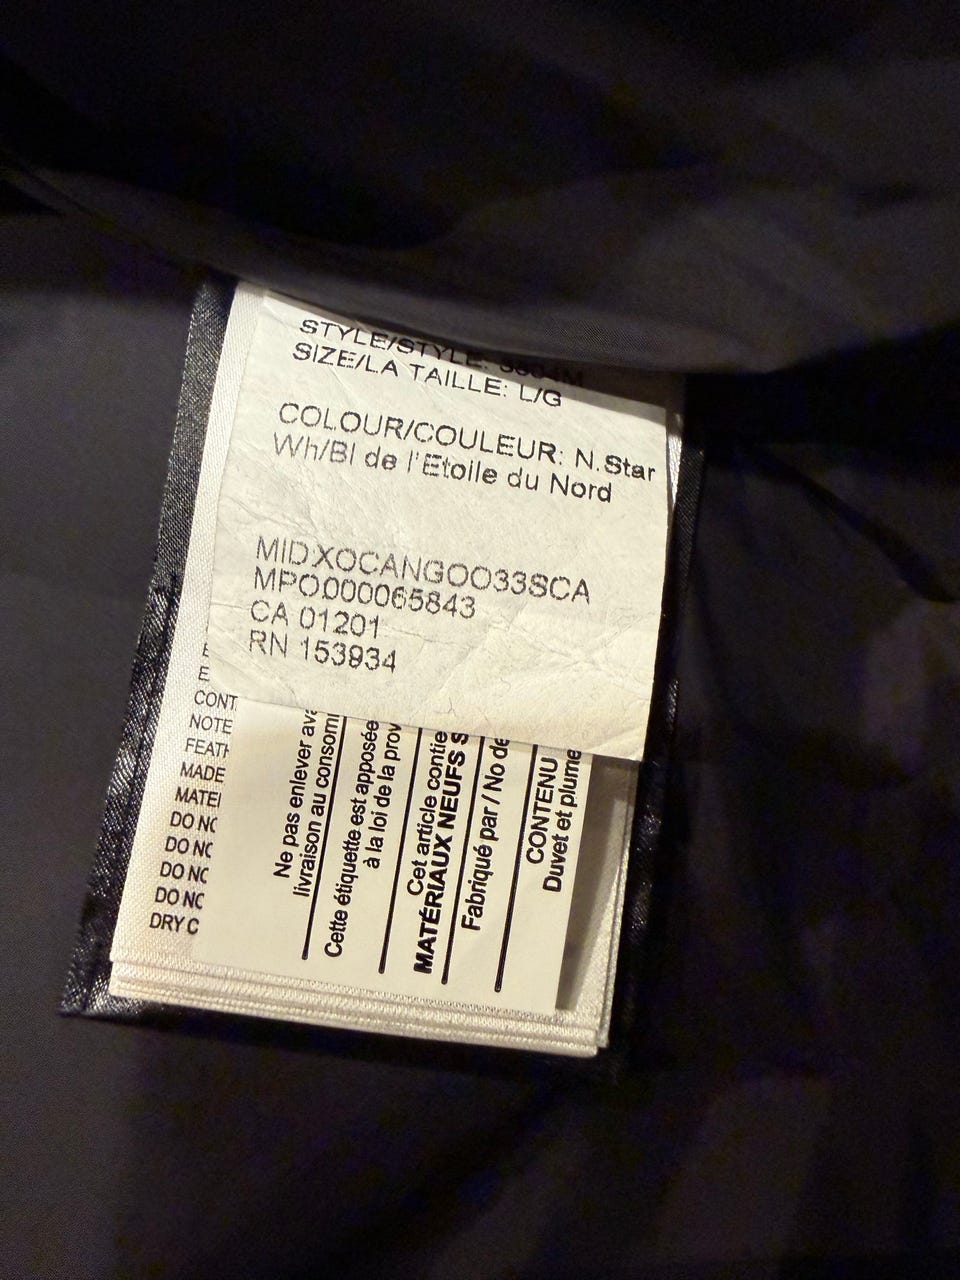 STYLE/STYLE:
SIZE/LA TAILLE: L/G
COLOUR/COULEUR: N.Star
Wh/Bl de l'Etoile du Nord
MID:XOCANGOO33SCA
MPO:000065843
CA 01201
RN 153934
E
E
CONT
NOTE
FEATH
MADE
MATEI
DO NO
DO NO
DO NO
DO NO
DRY C
Ne pas enlever ava
livraison au consomm
Cette étiquette est apposée
à la loi de la prov
Cet article contie
MATÉRIAUX NEUFS S
Fabriqué par / No de
CONTENU
Duvet et plume